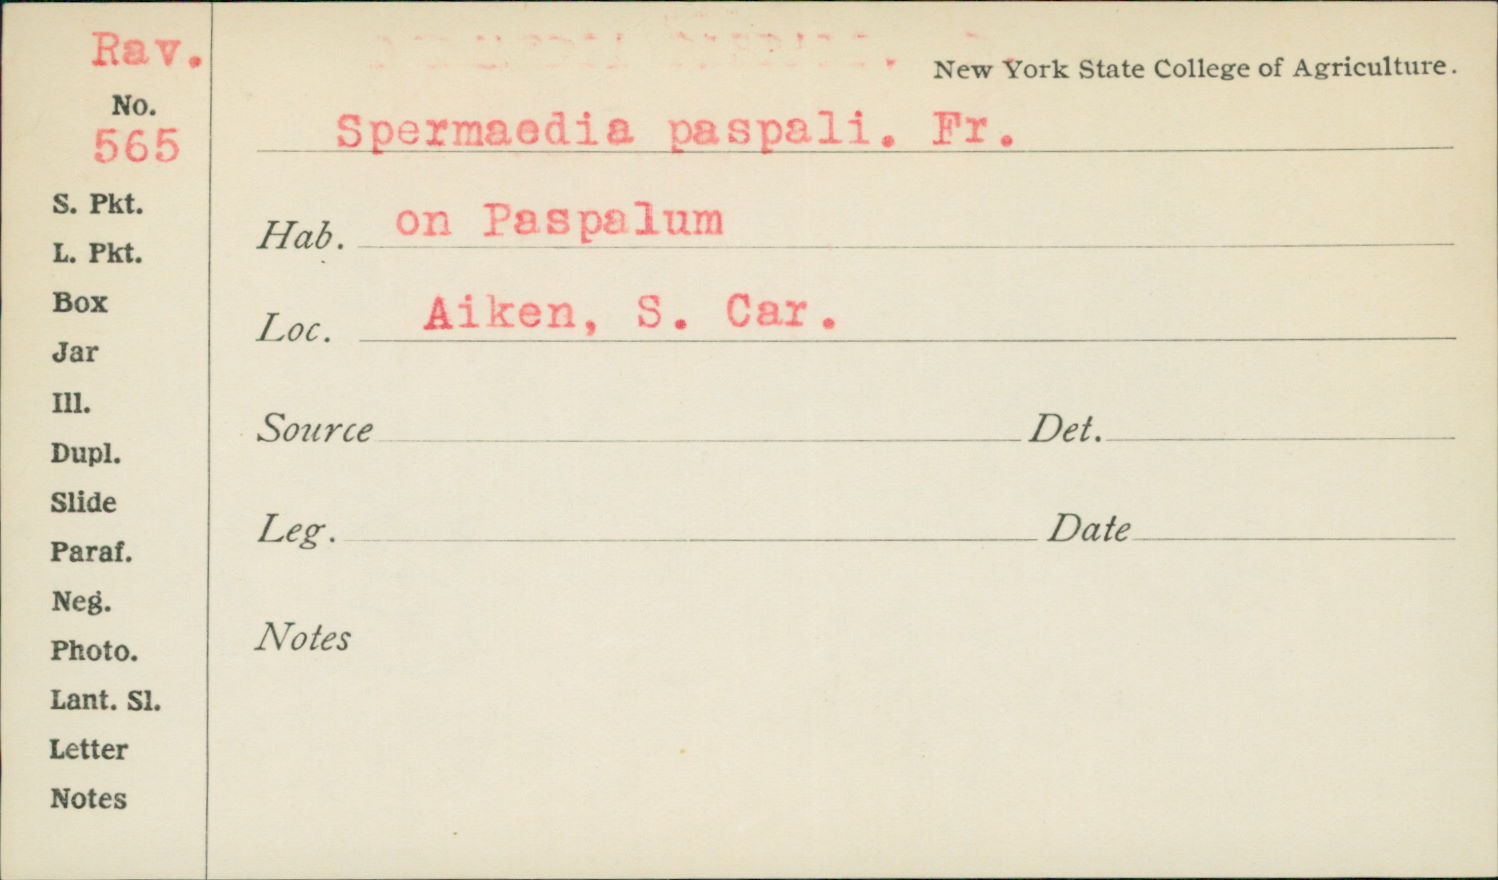 Rav.
No.
565
S. Pkt.
L. Pkt.
Box
Jar
Ill.
Dupl.
Slide
Paraf.
Neg.
Photo.
Lant. Sl.
Letter
Notes
New York State College of Agriculture.
Spermaedia paspali. Fr.
Hab. on Paspalum
Loc. Aiken, S. Car.
Source Det.
Leg. Date
Notes